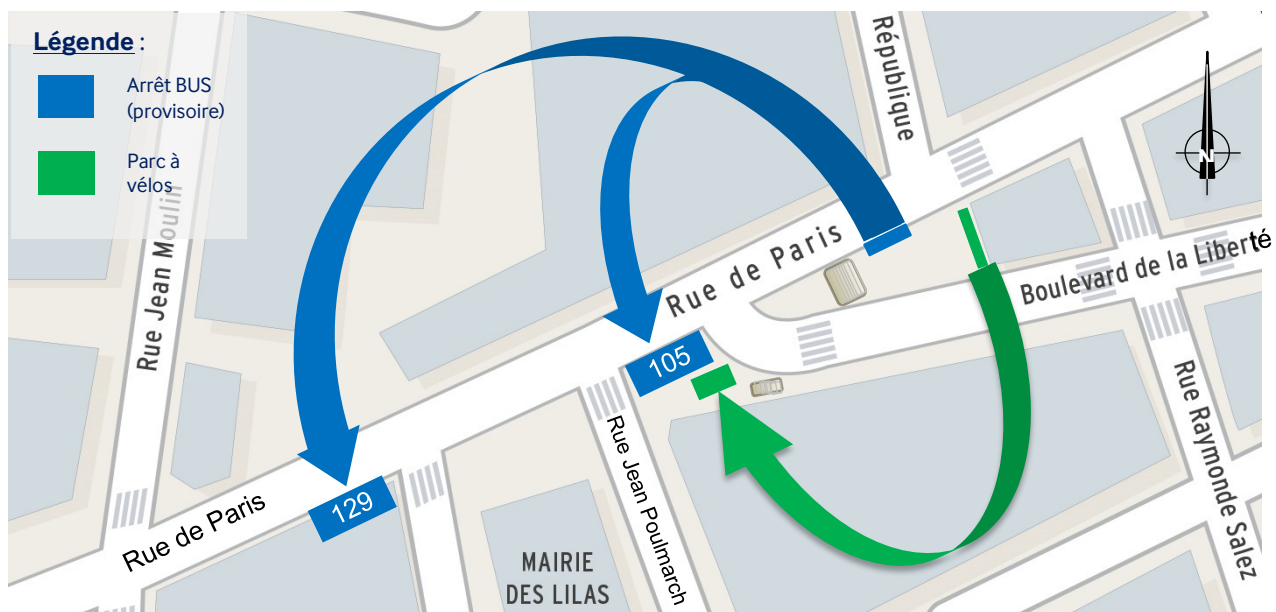 Légende :
Arrêt BUS
(provisoire)
Parc à
vélos
République
N
Rue Jean Moulin
Rue de Paris
Boulevard de la Liberté
105
Rue Jean Poulmarch
Rue Raymonde Salez
129
Rue de Paris
MAIRIE
DES LILAS